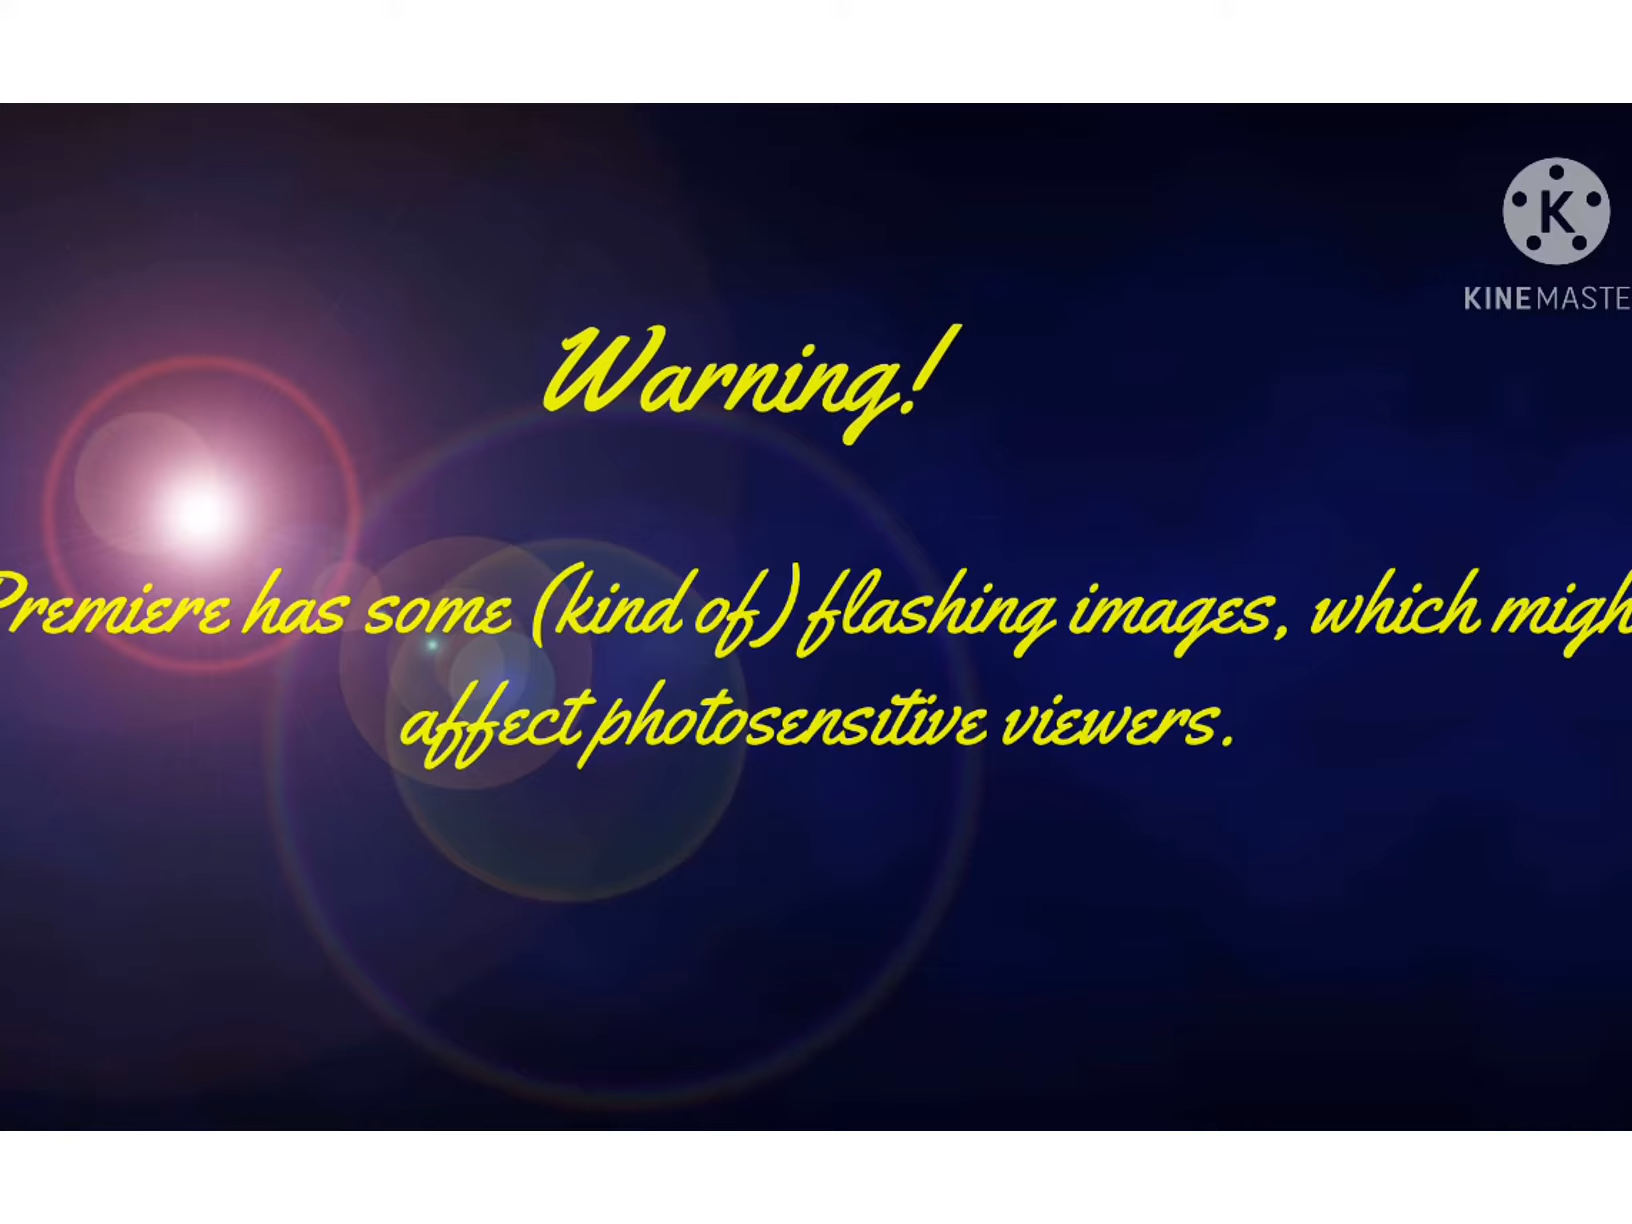 K
KINEMASTE
Warning!
Premiere has some (kind of) flashing images, which migh
affect photosensitive viewers.